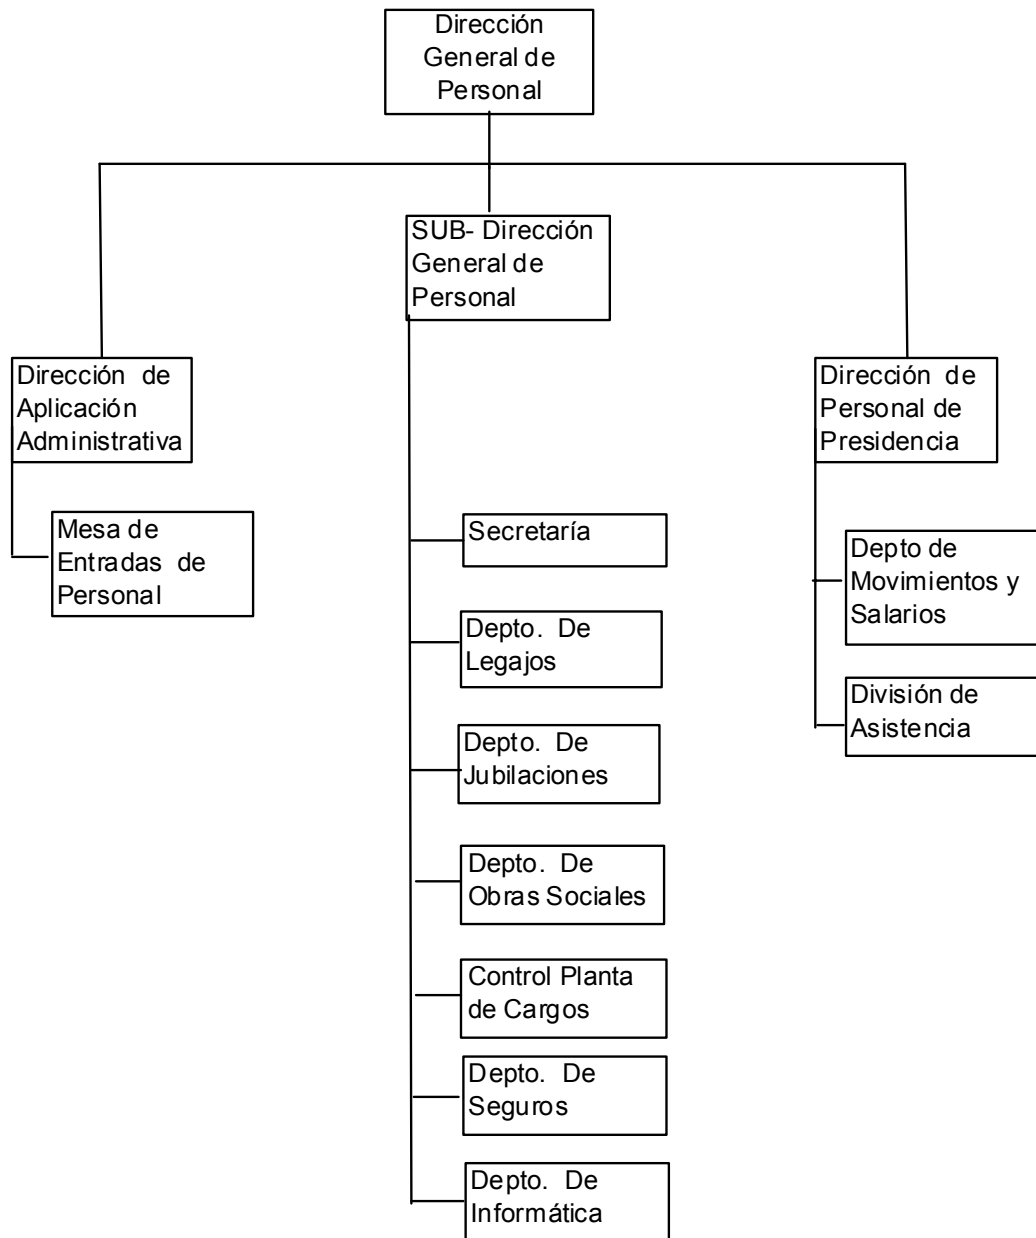 Dirección
General de
Personal
SUB- Dirección
General de
Personal
Dirección de
Aplicación
Administrativa
Dirección de
Personal de
Presidencia
Mesa de
Entradas de
Personal
Secretaría
Depto. De
Legajos
Depto. De
Jubilaciones
Depto. De
Obras Sociales
Control Planta
de Cargos
Depto. De
Seguros
Depto. De
Informática
Depto de
Movimientos y
Salarios
División de
Asistencia